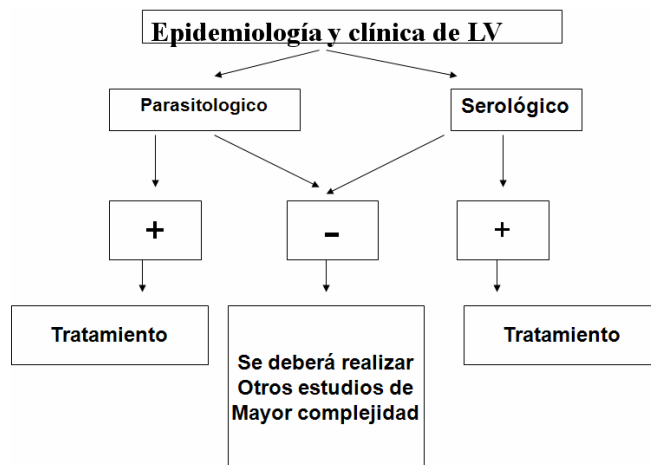 Epidemiología y clínica de LV
Parasitologico
Serológico
+
-
+
Tratamiento
Se deberá realizar
Otros estudios de
Mayor complejidad
Tratamiento